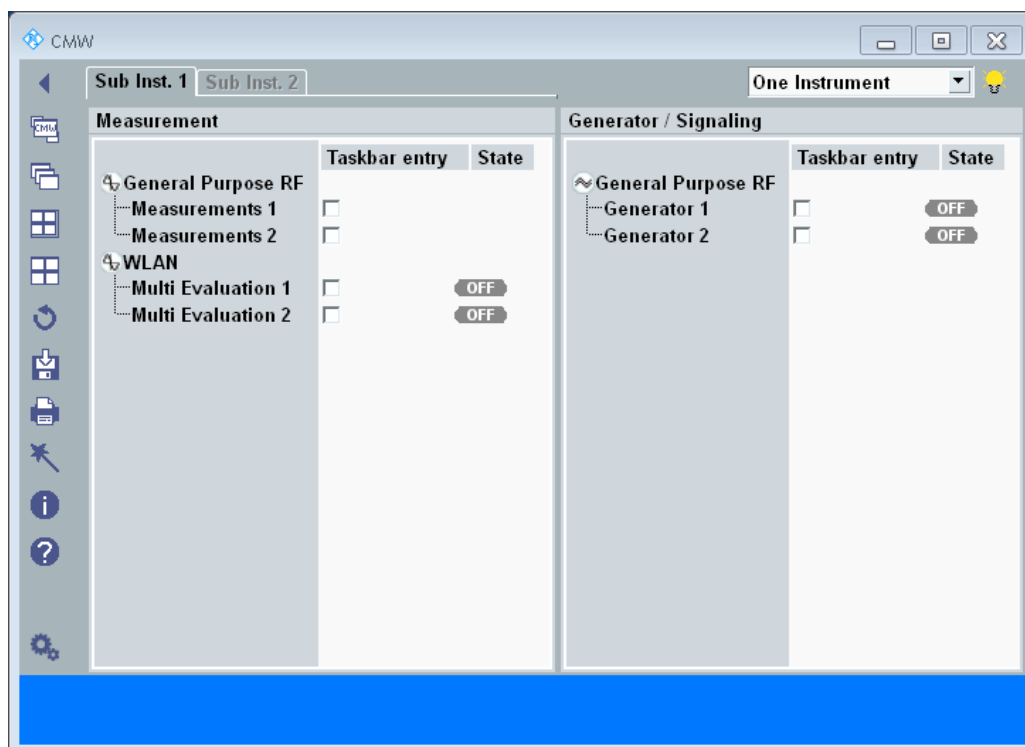 CMW
Sub Inst. 1 Sub Inst. 2 One Instrument
CMW
Measurement
Taskbar entry State
General Purpose RF
Measurements 1
Measurements 2
WLAN
Multi Evaluation 1 OFF
Multi Evaluation 2 OFF
Generator / Signaling
Taskbar entry State
General Purpose RF
Generator 1 OFF
Generator 2 OFF